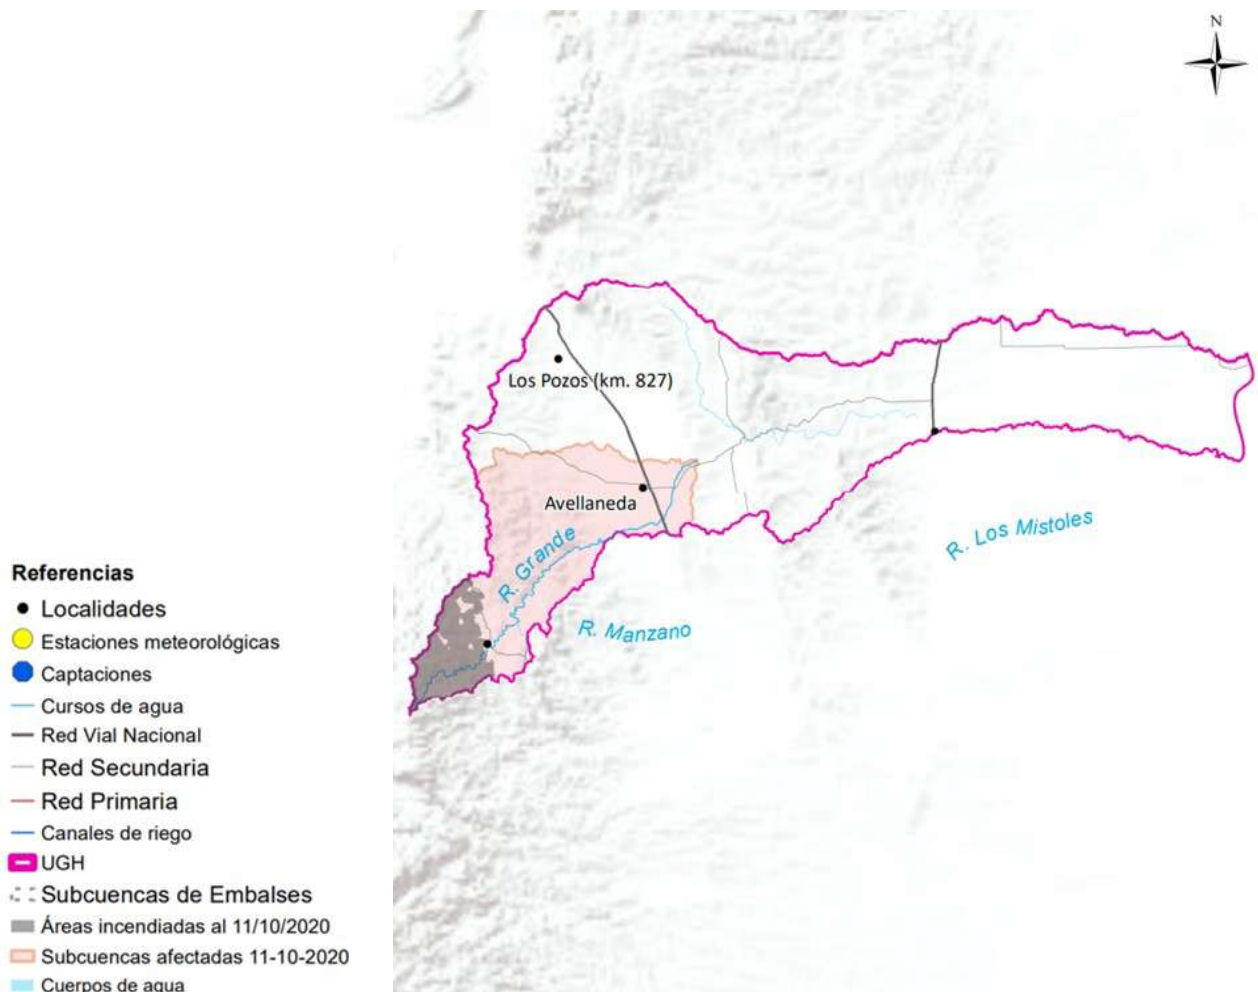 N
Los Pozos (km. 827)
Avellaneda
R. Grande
R. Los Mistoles
R. Manzano
Referencias
Localidades
Estaciones meteorológicas
Captaciones
Cursos de agua
Red Vial Nacional
Red Secundaria
Red Primaria
Canales de riego
UGH
Subcuencas de Embalses
Áreas incendiadas al 11/10/2020
Subcuencas afectadas 11-10-2020
Cuerpos de agua